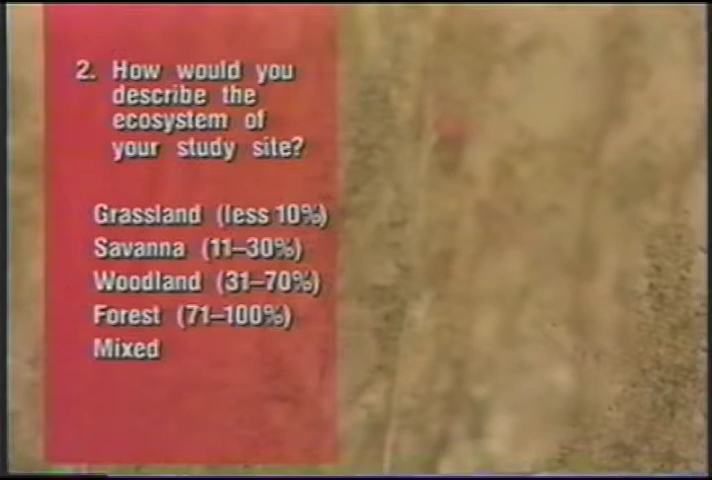 2. How would you
describe the
ecosystem of
your study site?
Grassland (less 10%)
Savanna (11–30%)
Woodland (31–70%)
Forest (71–100%)
Mixed